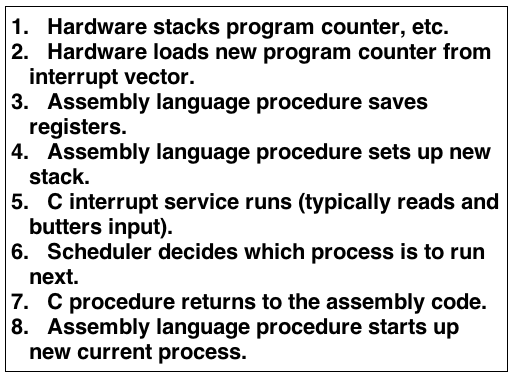 1. Hardware stacks program counter, etc.
2. Hardware loads new program counter from
interrupt vector.
3. Assembly language procedure saves
registers.
4. Assembly language procedure sets up new
stack.
5. C interrupt service runs (typically reads and
butters input).
6. Scheduler decides which process is to run
next.
7. C procedure returns to the assembly code.
8. Assembly language procedure starts up
new current process.